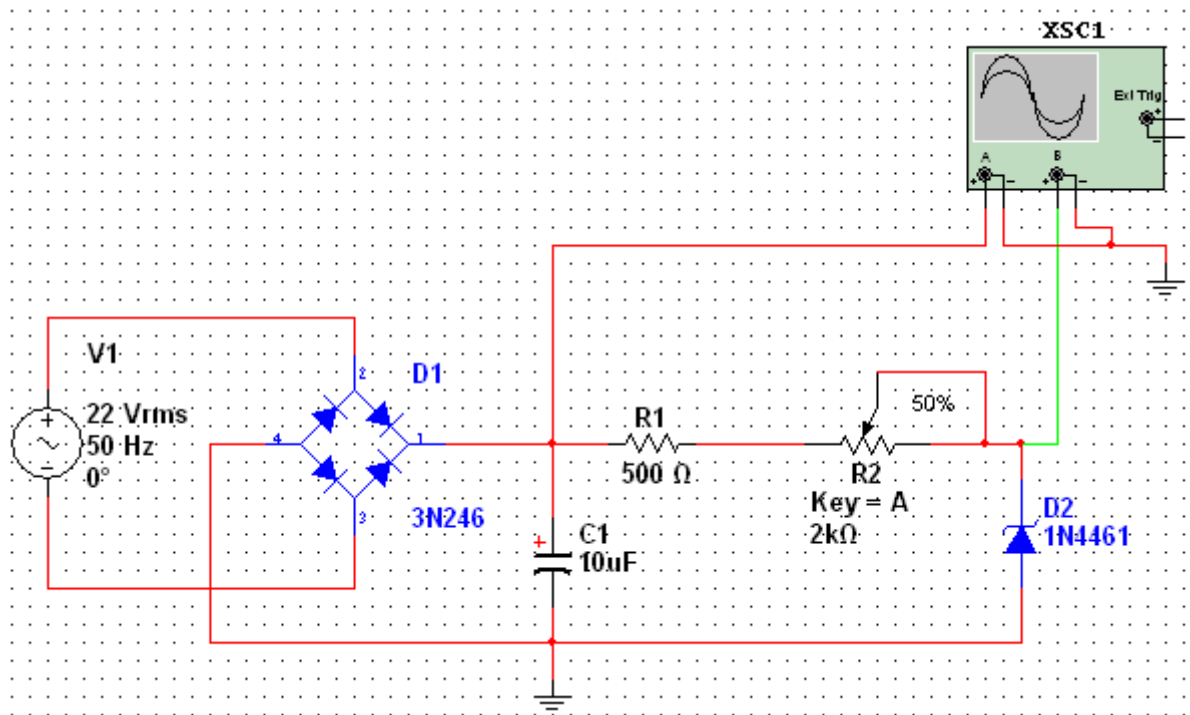 XSC1
Ext Trig
+
−
A
B
+
−
+
−
V1
22 Vrms
50 Hz
0°
+
−
D1
2
4
1
3
3N246
R1
500 Ω
50%
R2
Key = A
2kΩ
D2
1N4461
+
C1
10uF